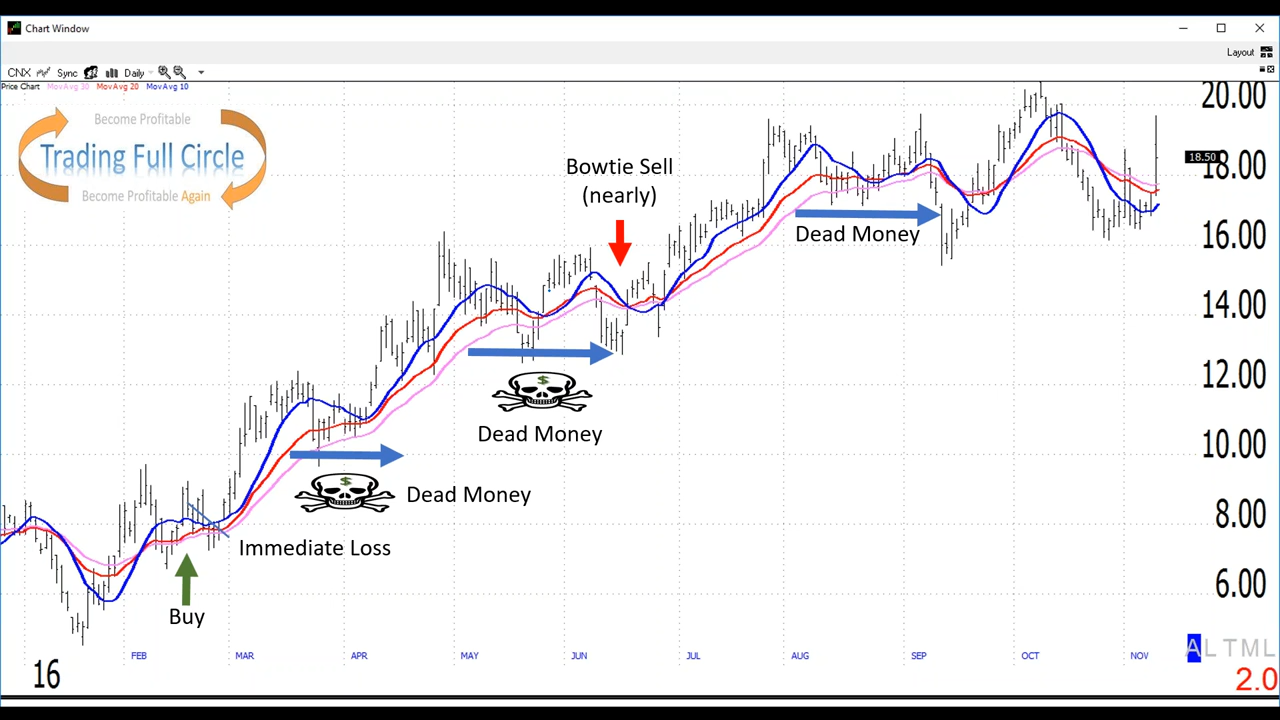 Chart Window
Layout
CNX Sync Daily
Price Chart MovAvg 30 MovAvg 20 MovAvg 10
Become Profitable
Trading Full Circle
Become Profitable Again
Bowtie Sell
(nearly)
Dead Money
$
Dead Money
$
Dead Money
Immediate Loss
Buy
20.00
18.50
18.00
16.00
14.00
12.00
10.00
8.00
6.00
FEB MAR APR MAY JUN JUL AUG SEP OCT NOV
16
ALTML
2.0